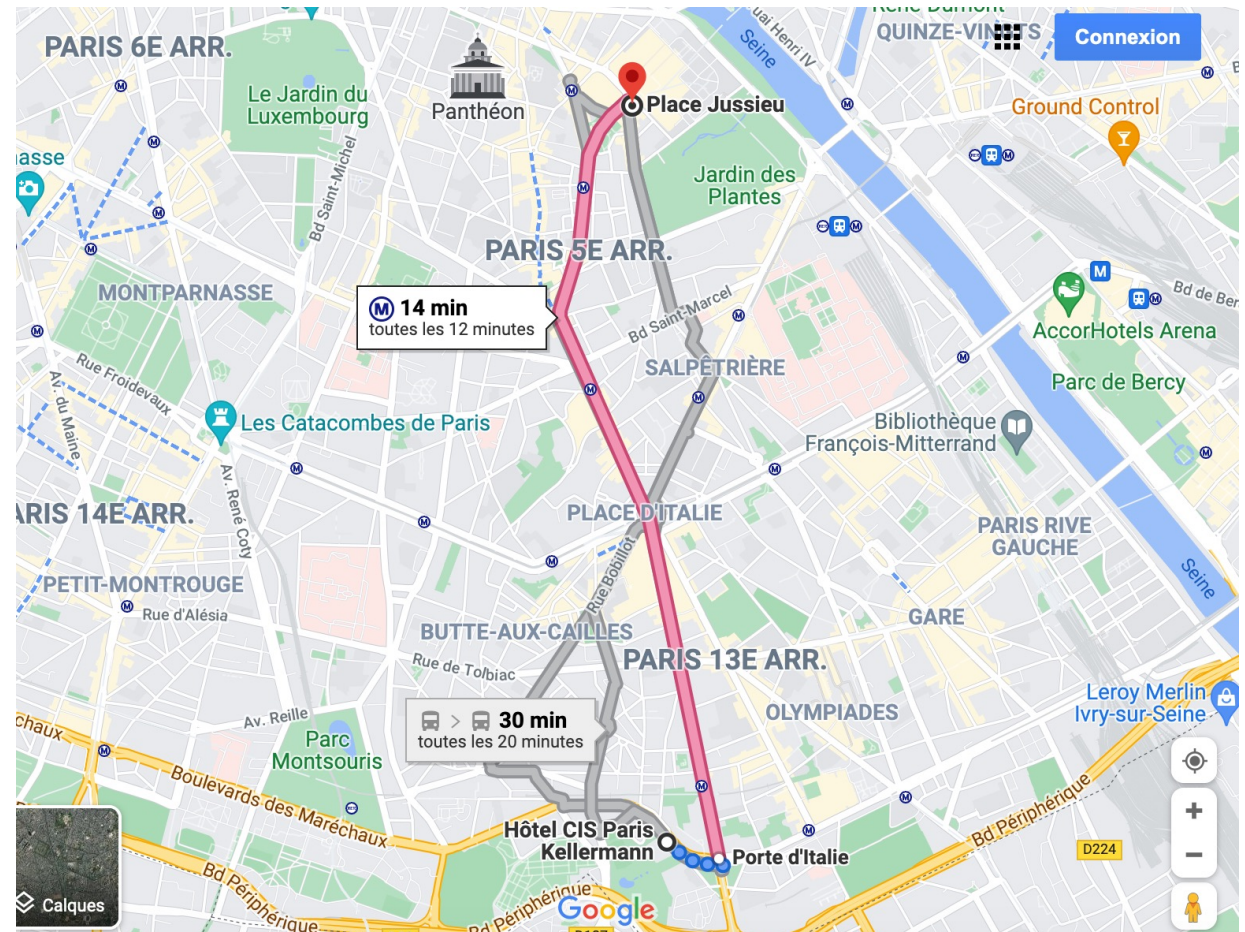 René Dumont
QUINZE-VINGTS
Connexion
PARIS 6E ARR.
Quai Henri IV
Seine
Le Jardin du
Luxembourg
Panthéon
Place Jussieu
Ground Control
asse
Bd Saint-Michel
Jardin des
Plantes
PARIS 5E ARR.
MONTPARNASSE
14 min
toutes les 12 minutes
Bd Saint-Marcel
Bd de Ber
AccorHotels Arena
Rue Froidevaux
SALPÊTRIÈRE
Parc de Bercy
Av. du Maine
Les Catacombes de Paris
Bibliothèque
François-Mitterrand
Av. René Coty
ARIS 14E ARR.
PLACE D'ITALIE
PARIS RIVE
GAUCHE
Seine
Rue Bobillot
PETIT-MONTROUGE
Rue d'Alésia
GARE
BUTTE-AUX-CAILLES
Rue de Tolbiac
PARIS 13E ARR.
Leroy Merlin
Ivry-sur-Seine
30 min
toutes les 20 minutes
OLYMPIADES
Av. Reille
chaux
Parc
Montsouris
Boulevards des Maréchaux
Bd Périphérique
Hôtel CIS Paris
Kellermann
Porte d'Italie
D224
Bd Périphérique
Bd Périphérique
Calques
Google